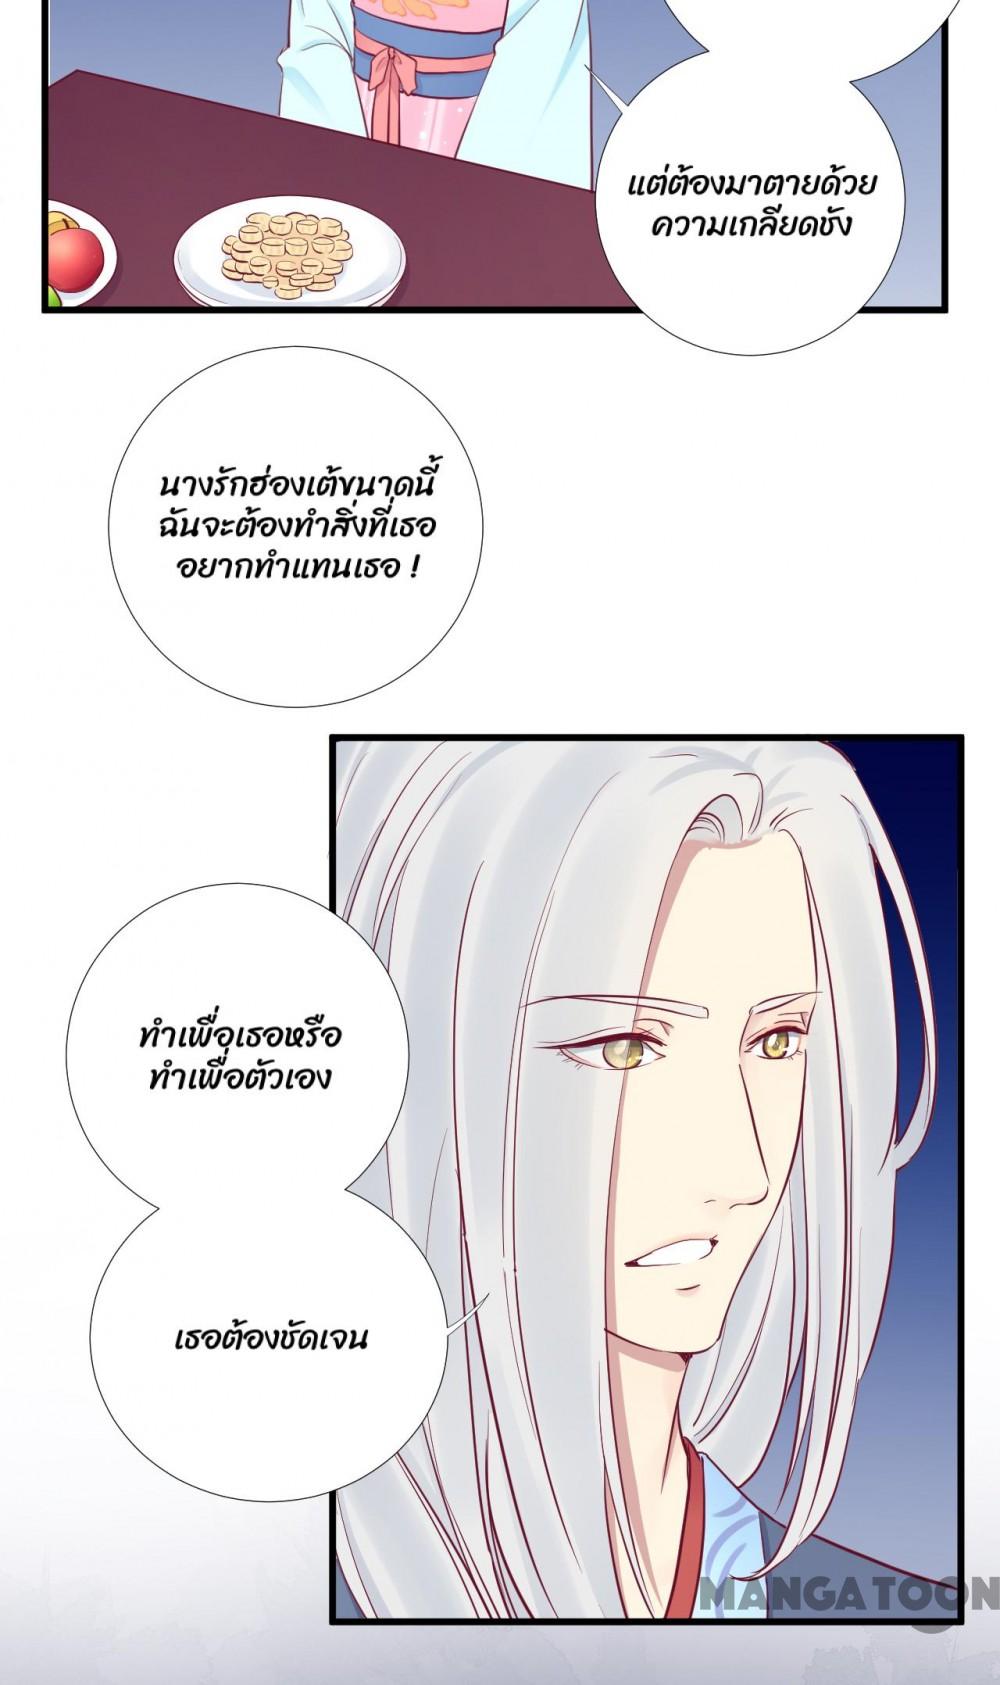 แต่ต้องมาตายด้วย
ความเกลียดชัง
นางรักฮ่องเต้ขนาดนี้
ฉันจะต้องทำสิ่งที่เธอ
อยากทำแทนเธอ !
ทำเพื่อเธอหรือ
ทำเพื่อตัวเอง
เธอต้องชัดเจน
MANGATOON